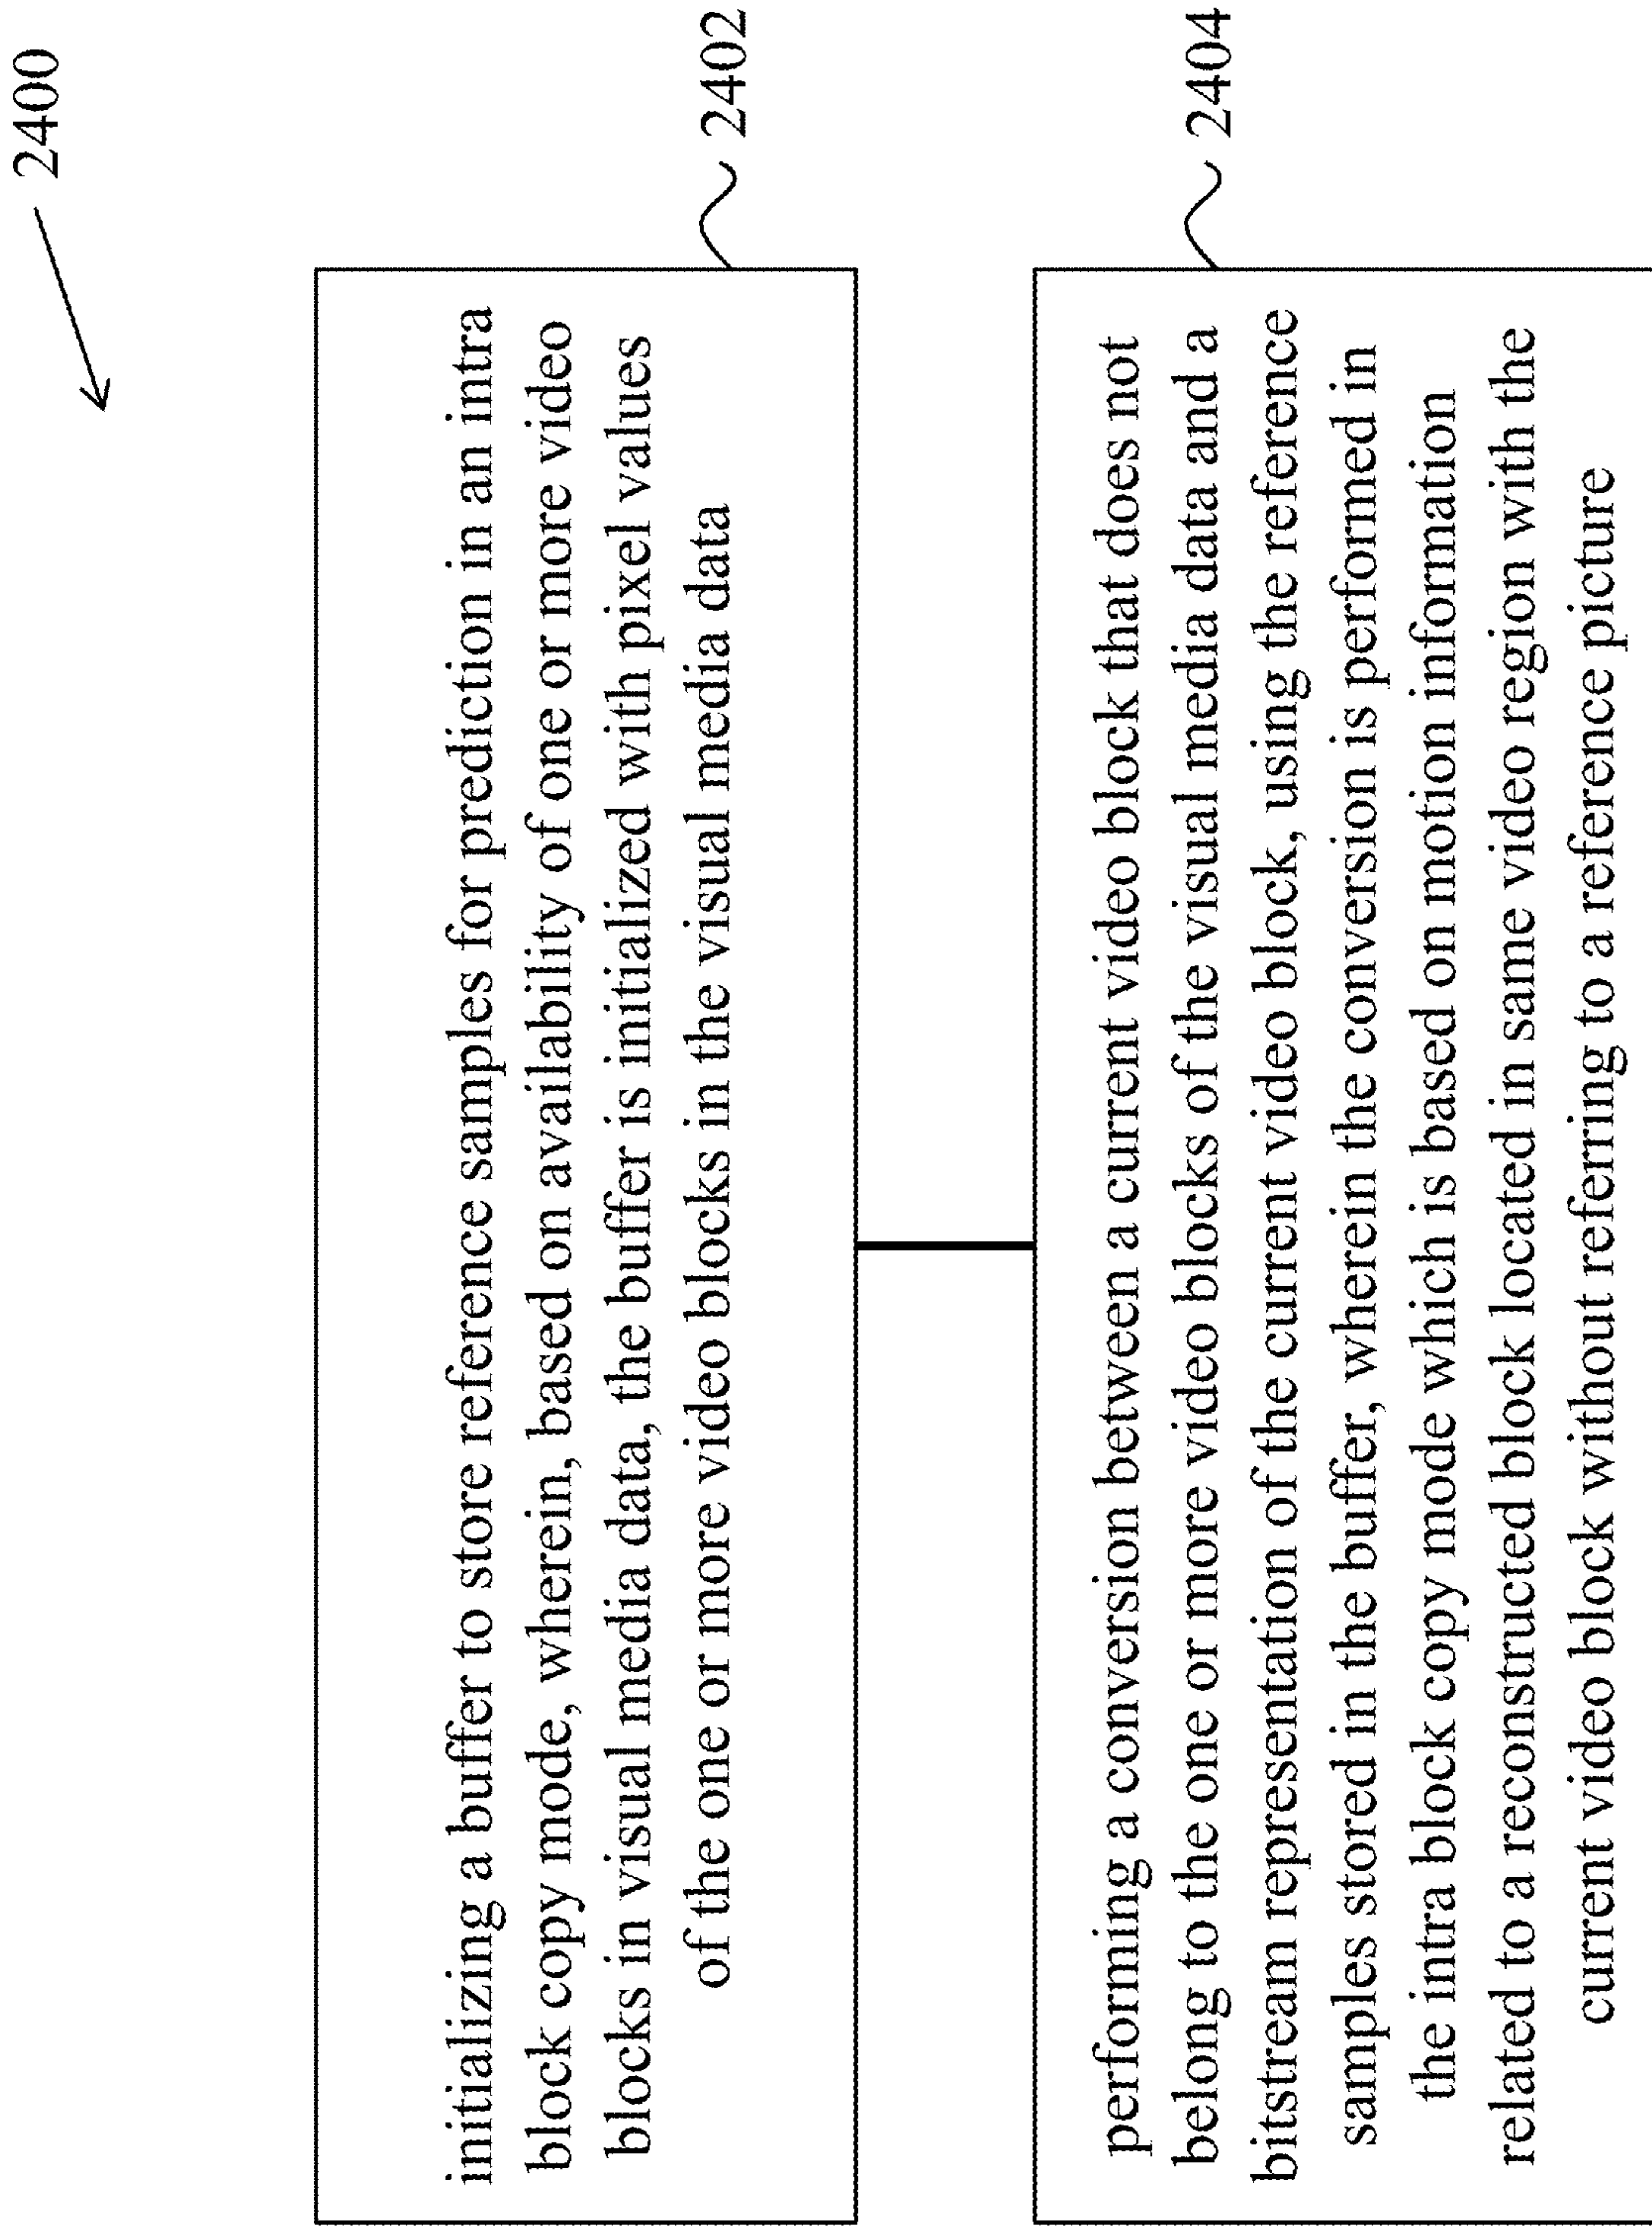 2400
initializing a buffer to store reference samples for prediction in an intra
block copy mode, wherein, based on availability of one or more video
blocks in visual media data, the buffer is initialized with pixel values
of the one or more video blocks in the visual media data
2402
performing a conversion between a current video block that does not
belong to the one or more video blocks of the visual media data and a
bitstream representation of the current video block, using the reference
samples stored in the buffer, wherein the conversion is performed in
the intra block copy mode which is based on motion information
related to a reconstructed block located in same video region with the
current video block without referring to a reference picture
2404